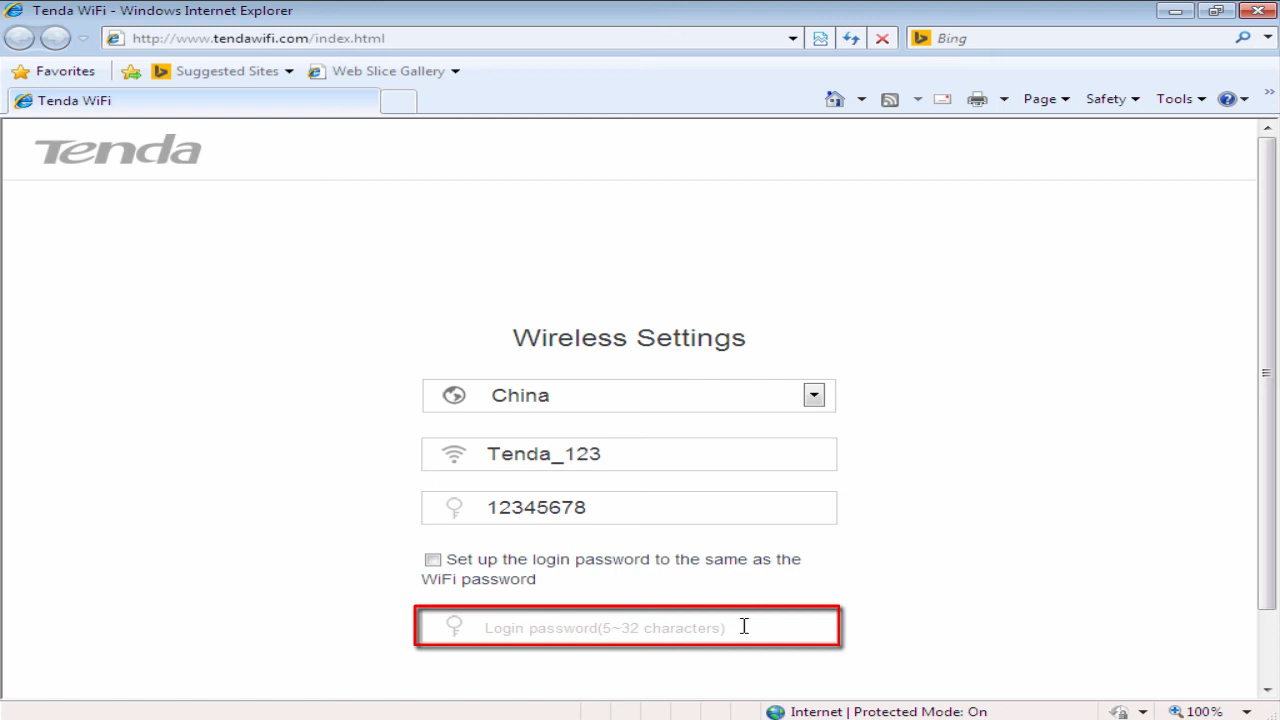 Tenda WiFi - Windows Internet Explorer
http://www.tendawifi.com/index.html
Bing
Favorites
Suggested Sites
Web Slice Gallery
Tenda WiFi
Page
Safety
Tools
Tenda
Wireless Settings
China
Tenda_123
12345678
Set up the login password to the same as the
WiFi password
Login password(5~32 characters)
Internet | Protected Mode: On
100%